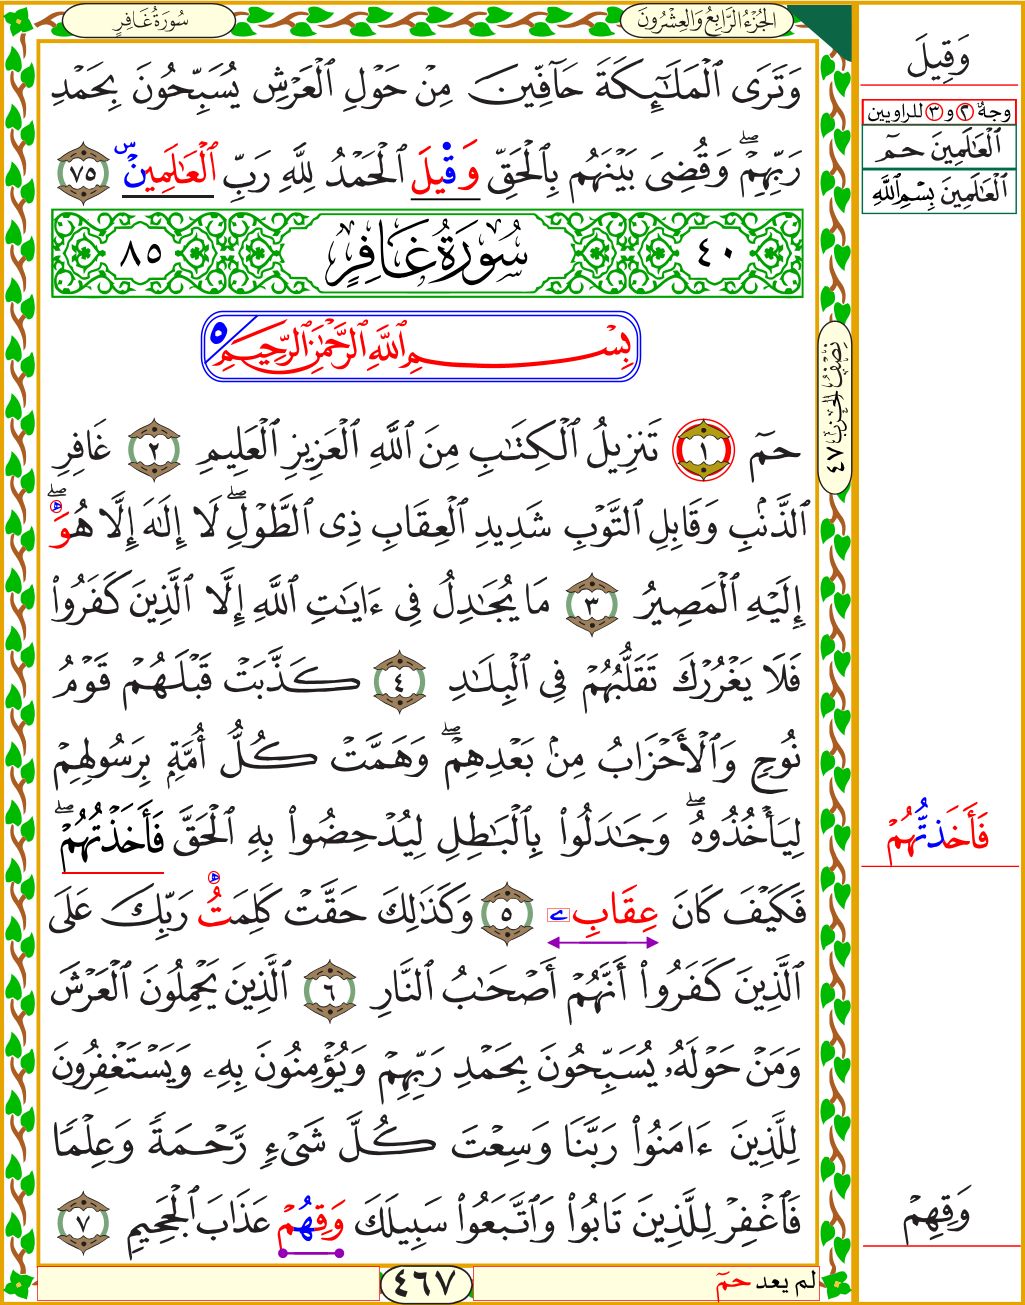 سُورَةُ غَافِرٍ
الجُزْءُ الرَّابِعُ وَالعِشْرُونَ
وَتَرَى ٱلْمَلَـٰٓئِكَةَ حَآفِّينَ مِنْ حَوْلِ ٱلْعَرْشِ يُسَبِّحُونَ بِحَمْدِ
رَبِّهِمْ ۖ وَقُضِىَ بَيْنَهُم بِٱلْحَقِّ وَقِيلَ ٱلْحَمْدُ لِلَّهِ رَبِّ ٱلْعَـٰلَمِينَ س ٧٥
٤٠ سُورَةُ غَافِرٍ ٨٥
بِسْمِ ٱللَّهِ ٱلرَّحْمَـٰنِ ٱلرَّحِيمِ ٥
حمٓ ١ تَنزِيلُ ٱلْكِتَـٰبِ مِنَ ٱللَّهِ ٱلْعَزِيزِ ٱلْعَلِيمِ ٢ غَافِرِ
ٱلذَّنۢبِ وَقَابِلِ ٱلتَّوْبِ شَدِيدِ ٱلْعِقَابِ ذِى ٱلطَّوْلِ ۖ لَا إِلَـٰهَ إِلَّا هُوَ ۖ
إِلَيْهِ ٱلْمَصِيرُ ٣ مَا يُجَـٰدِلُ فِى ءَايَـٰتِ ٱللَّهِ إِلَّا ٱلَّذِينَ كَفَرُوا۟
فَلَا يَغْرُرْكَ تَقَلُّبُهُمْ فِى ٱلْبِلَـٰدِ ٤ كَذَّبَتْ قَبْلَهُمْ قَوْمُ
نُوحٍ وَٱلْأَحْزَابُ مِنۢ بَعْدِهِمْ ۖ وَهَمَّتْ كُلُّ أُمَّةٍۭ بِرَسُولِهِمْ
لِيَأْخُذُوهُ ۖ وَجَـٰدَلُوا۟ بِٱلْبَـٰطِلِ لِيُدْحِضُوا۟ بِهِ ٱلْحَقَّ فَأَخَذْتُهُمْ ۖ
فَكَيْفَ كَانَ عِقَابِ ے ٥ وَكَذَٰلِكَ حَقَّتْ كَلِمَتُ رَبِّكَ عَلَى
ٱلَّذِينَ كَفَرُوٓا۟ أَنَّهُمْ أَصْحَـٰبُ ٱلنَّارِ ٦ ٱلَّذِينَ يَحْمِلُونَ ٱلْعَرْشَ
وَمَنْ حَوْلَهُۥ يُسَبِّحُونَ بِحَمْدِ رَبِّهِمْ وَيُؤْمِنُونَ بِهِۦ وَيَسْتَغْفِرُونَ
لِلَّذِينَ ءَامَنُوا۟ رَبَّنَا وَسِعْتَ كُلَّ شَىْءٍ رَّحْمَةً وَعِلْمًا
فَٱغْفِرْ لِلَّذِينَ تَابُوا۟ وَٱتَّبَعُوا۟ سَبِيلَكَ وَقِهُمْ عَذَابَ ٱلْجَحِيمِ ٧
لم يعد حمٓ
٤٦٧
نِصْفُ الحِزْبِ ٤٧
وَقِيلَ
وجهُ ٢ و ٣ للراويين
ٱلْعَـٰلَمِينَ حمٓ
ٱلْعَـٰلَمِينَ بِسْمِ ٱللَّهِ
فَأَخَذتُّهُمْ
وَقِهِمْ